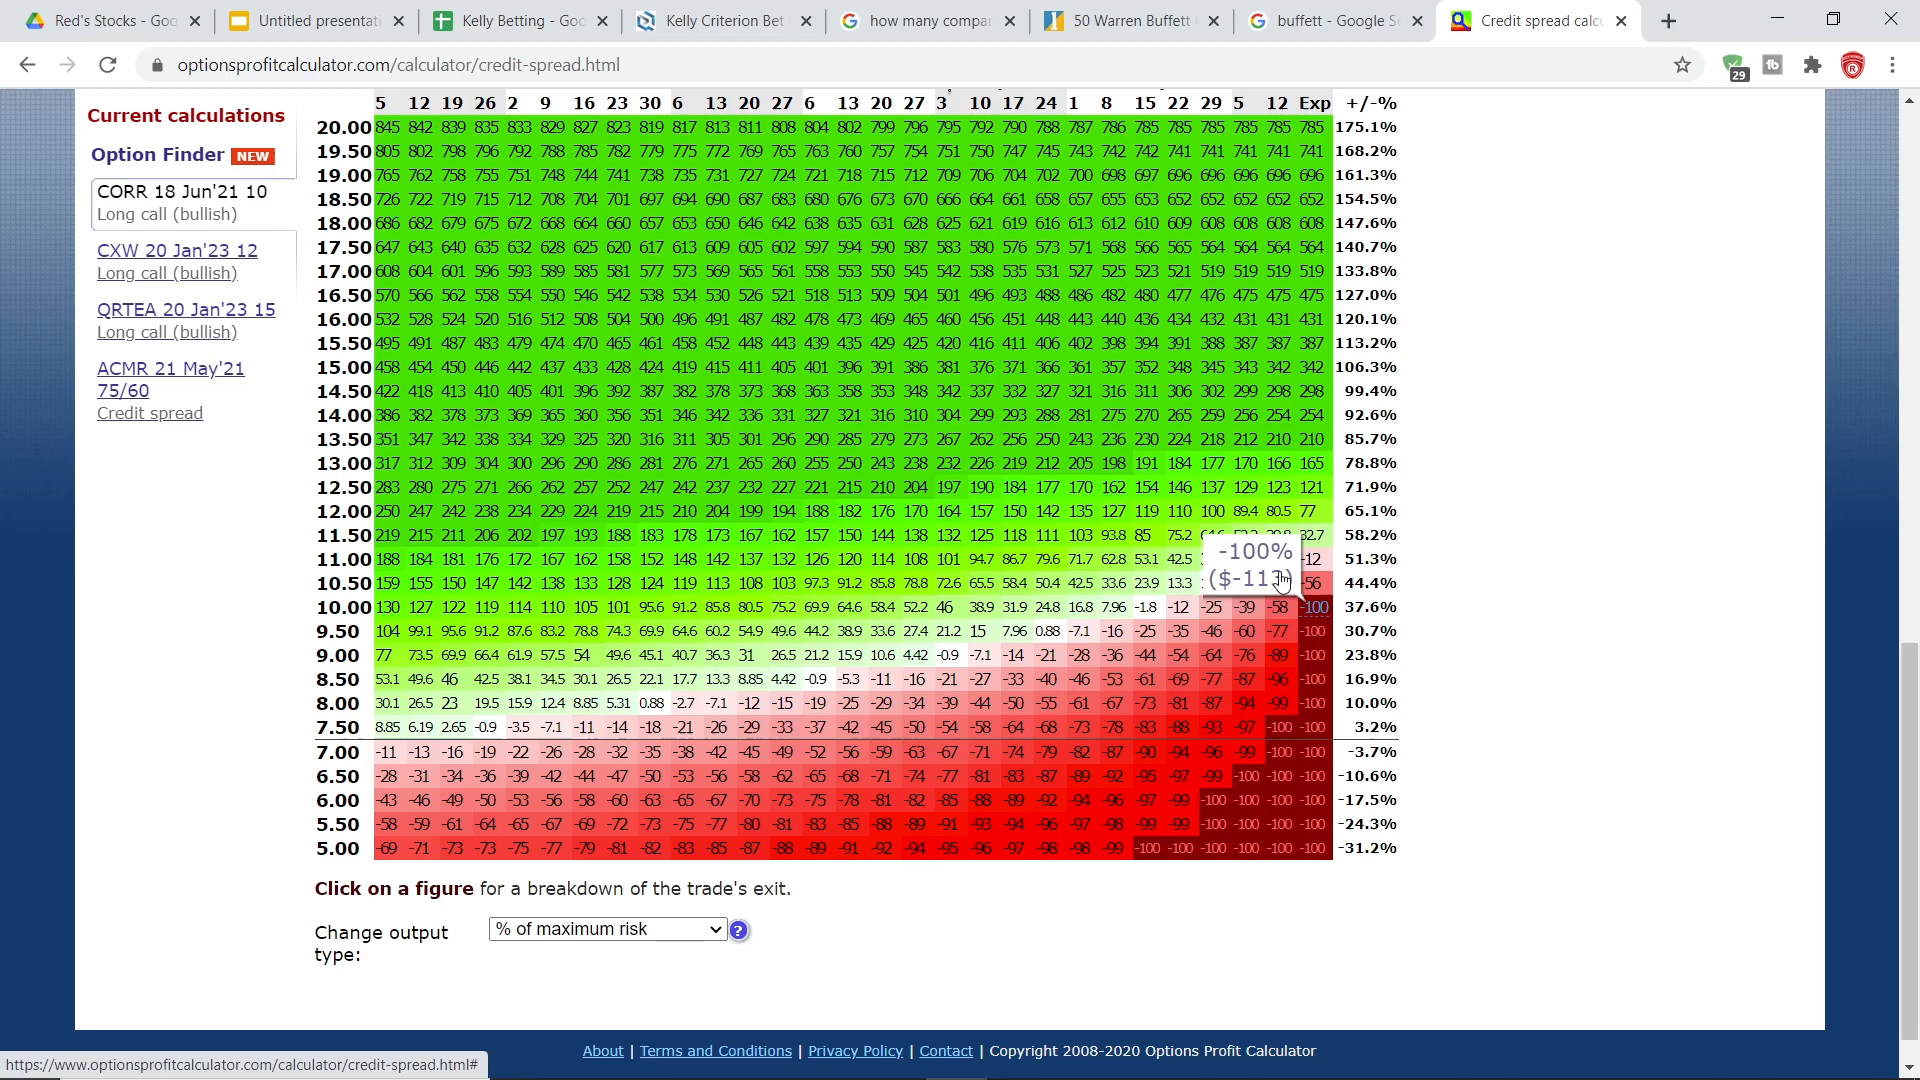 Red's Stocks - Goo
Untitled presentati
Kelly Betting - Goo
Kelly Criterion Bet
how many compar
50 Warren Buffett
buffett - Google Se
Credit spread calcu
optionsprofitcalculator.com/calculator/credit-spread.html
29
Current calculations
Option Finder NEW
CORR 18 Jun'21 10
Long call (bullish)
CXW 20 Jan'23 12
Long call (bullish)
QRTEA 20 Jan'23 15
Long call (bullish)
ACMR 21 May'21
75/60
Credit spread
5 12 19 26 2 9 16 23 30 6 13 20 27 6 13 20 27 3 10 17 24 1 8 15 22 29 5 12 Exp +/-%
20.00 845 842 839 835 833 829 827 823 819 817 813 811 808 804 802 799 796 795 792 790 788 787 786 785 785 785 785 785 785 175.1%
19.50 805 802 798 796 792 788 785 782 779 775 772 769 765 763 760 757 754 751 750 747 745 743 742 742 741 741 741 741 741 168.2%
19.00 765 762 758 755 751 748 744 741 738 735 731 727 724 721 718 715 712 709 706 704 702 700 698 697 696 696 696 696 696 161.3%
18.50 726 722 719 715 712 708 704 701 697 694 690 687 683 680 676 673 670 666 664 661 658 657 655 653 652 652 652 652 652 154.5%
18.00 686 682 679 675 672 668 664 660 657 653 650 646 642 638 635 631 628 625 621 619 616 613 612 610 609 608 608 608 608 147.6%
17.50 647 643 640 635 632 628 625 620 617 613 609 605 602 597 594 590 587 583 580 576 573 571 568 566 565 564 564 564 564 140.7%
17.00 608 604 601 596 593 589 585 581 577 573 569 565 561 558 553 550 545 542 538 535 531 527 525 523 521 519 519 519 519 133.8%
16.50 570 566 562 558 554 550 546 542 538 534 530 526 521 518 513 509 504 501 496 493 488 486 482 480 477 476 475 475 475 127.0%
16.00 532 528 524 520 516 512 508 504 500 496 491 487 482 478 473 469 465 460 456 451 448 443 440 436 434 432 431 431 431 120.1%
15.50 495 491 487 483 479 474 470 465 461 458 452 448 443 439 435 429 425 420 416 411 406 402 398 394 391 388 387 387 387 113.2%
15.00 458 454 450 446 442 437 433 428 424 419 415 411 405 401 396 391 386 381 376 371 366 361 357 352 348 345 343 342 342 106.3%
14.50 422 418 413 410 405 401 396 392 387 382 378 373 368 363 358 353 348 342 337 332 327 321 316 311 306 302 299 298 298 99.4%
14.00 386 382 378 373 369 365 360 356 351 346 342 336 331 327 321 316 310 304 299 293 288 281 275 270 265 259 256 254 254 92.6%
13.50 351 347 342 338 334 329 325 320 316 311 305 301 296 290 285 279 273 267 262 256 250 243 236 230 224 218 212 210 210 85.7%
13.00 317 312 309 304 300 296 290 286 281 276 271 265 260 255 250 243 238 232 226 219 212 205 198 191 184 177 170 166 165 78.8%
12.50 283 280 275 271 266 262 257 252 247 242 237 232 227 221 215 210 204 197 190 184 177 170 162 154 146 137 129 123 121 71.9%
12.00 250 247 242 238 234 229 224 219 215 210 204 199 194 188 182 176 170 164 157 150 142 135 127 119 110 100 89.4 80.5 77 65.1%
11.50 219 215 211 206 202 197 193 188 183 178 173 167 162 157 150 144 138 132 125 118 111 103 93.8 85 75.2 32.7 58.2%
11.00 188 184 181 176 172 167 162 158 152 148 142 137 132 126 120 114 108 101 94.7 86.7 79.6 71.7 62.8 53.1 42.5 -12 51.3%
10.50 159 155 150 147 142 138 133 128 124 119 113 108 103 97.3 91.2 85.8 78.8 72.6 65.5 58.4 50.4 42.5 33.6 23.9 13.3 -56 44.4%
-100%
10.00 130 127 122 119 114 110 105 101 95.6 91.2 85.8 80.5 75.2 69.9 64.6 58.4 52.2 46 38.9 31.9 24.8 16.8 7.96 -1.8 -12 -25 -39 -58 -100 37.6%
9.50 104 99.1 95.6 91.2 87.6 83.2 78.8 74.3 69.9 64.6 60.2 54.9 49.6 44.2 38.9 33.6 27.4 21.2 15 7.96 0.88 -7.1 -16 -25 -35 -46 -60 -77 -100 30.7%
9.00 77 73.5 69.9 66.4 61.9 57.5 54 49.6 45.1 40.7 36.3 31 26.5 21.2 15.9 10.6 4.42 -0.9 -7.1 -14 -21 -28 -36 -44 -54 -64 -76 -89 -100 23.8%
8.50 53.1 49.6 46 42.5 38.1 34.5 30.1 26.5 22.1 17.7 13.3 8.85 4.42 -0.9 -5.3 -11 -16 -21 -27 -33 -40 -46 -53 -61 -69 -77 -87 -96 -100 16.9%
8.00 30.1 26.5 23 19.5 15.9 12.4 8.85 5.31 0.88 -2.7 -7.1 -12 -15 -19 -25 -29 -34 -39 -44 -50 -55 -61 -67 -73 -81 -87 -94 -99 -100 10.0%
7.50 8.85 6.19 2.65 -0.9 -3.5 -7.1 -11 -14 -18 -21 -26 -29 -33 -37 -42 -45 -50 -54 -58 -64 -68 -73 -78 -83 -88 -93 -97 -100 -100 3.2%
7.00 -11 -13 -16 -19 -22 -26 -28 -32 -35 -38 -42 -45 -49 -52 -56 -59 -63 -67 -71 -74 -79 -82 -87 -90 -94 -96 -99 -100 -100 -3.7%
6.50 -28 -31 -34 -36 -39 -42 -44 -47 -50 -53 -56 -58 -62 -65 -68 -71 -74 -77 -81 -83 -87 -89 -92 -95 -97 -99 -100 -100 -100 -10.6%
6.00 -43 -46 -49 -50 -53 -56 -58 -60 -63 -65 -67 -70 -73 -75 -78 -81 -82 -85 -88 -89 -92 -94 -96 -97 -99 -100 -100 -100 -100 -17.5%
5.50 -58 -59 -61 -64 -65 -67 -69 -72 -73 -75 -77 -80 -81 -83 -85 -88 -89 -91 -93 -94 -96 -97 -98 -99 -99 -100 -100 -100 -100 -24.3%
5.00 -69 -71 -73 -73 -75 -77 -79 -81 -82 -83 -85 -87 -88 -89 -91 -92 -94 -95 -96 -97 -98 -98 -99 -100 -100 -100 -100 -100 -100 -31.2%
Click on a figure for a breakdown of the trade's exit.
Change output
type:
% of maximum risk
?
About | Terms and Conditions | Privacy Policy | Contact | Copyright 2008-2020 Options Profit Calculator
https://www.optionsprofitcalculator.com/calculator/credit-spread.html#